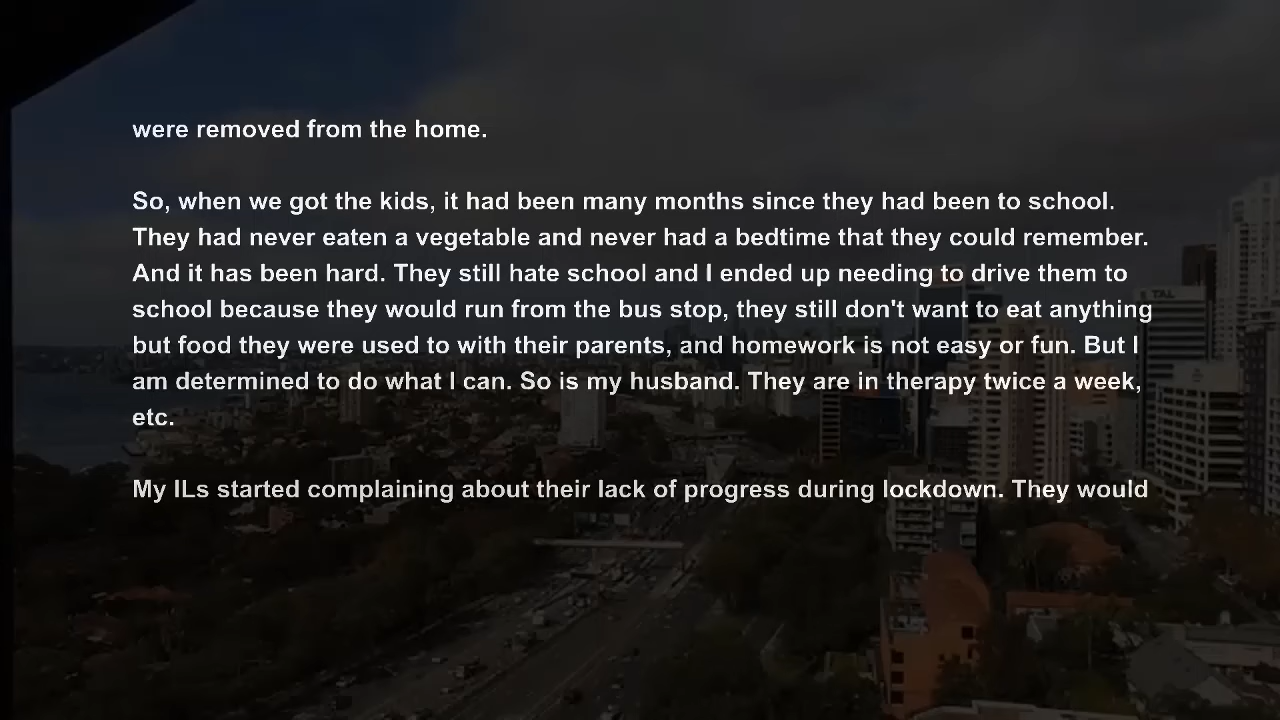 were removed from the home.
So, when we got the kids, it had been many months since they had been to school.
They had never eaten a vegetable and never had a bedtime that they could remember.
And it has been hard. They still hate school and I ended up needing to drive them to
school because they would run from the bus stop, they still don't want to eat anything
but food they were used to with their parents, and homework is not easy or fun. But I
am determined to do what I can. So is my husband. They are in therapy twice a week,
etc.
My ILs started complaining about their lack of progress during lockdown. They would
TAL